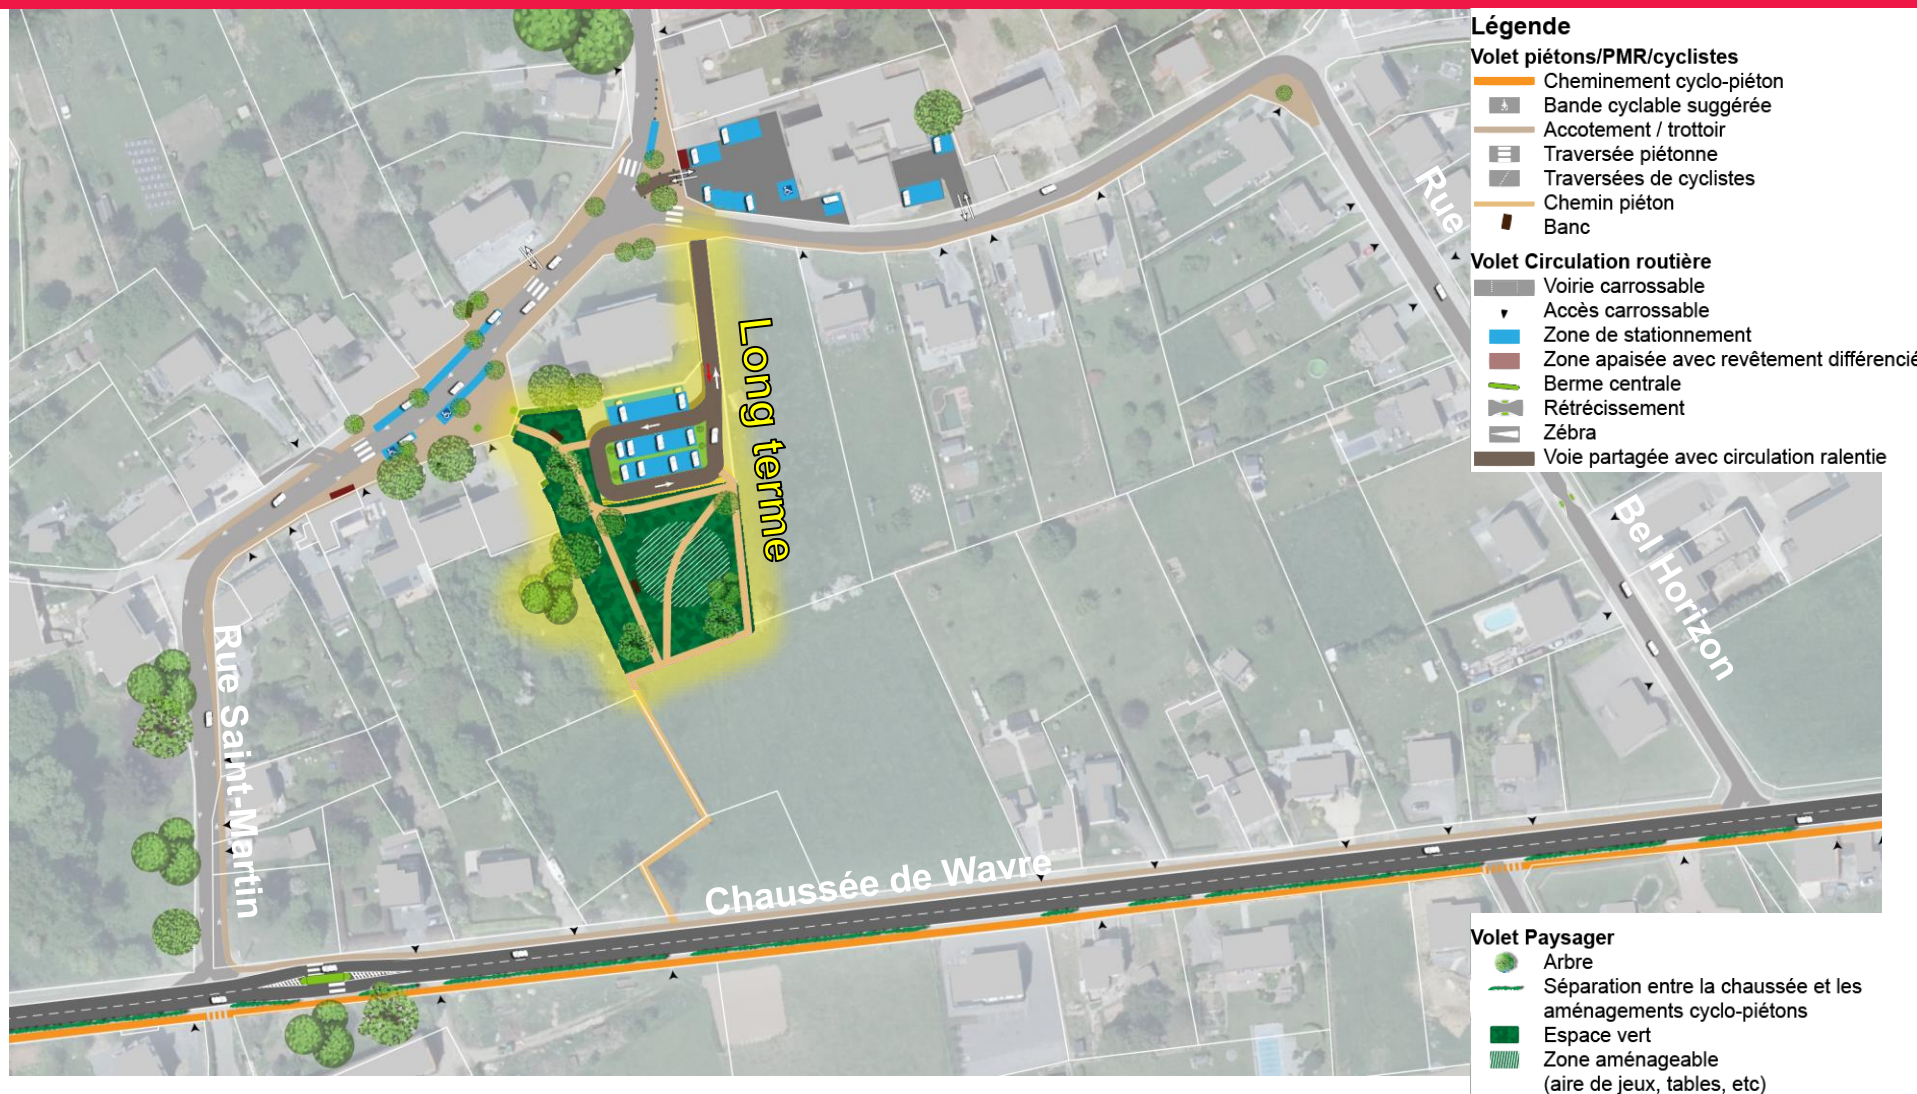 Légende
Volet piétons/PMR/cyclistes
Cheminement cyclo-piéton
Bande cyclable suggérée
Accotement / trottoir
Traversée piétonne
Traversées de cyclistes
Chemin piéton
Banc
Volet Circulation routière
Voirie carrossable
Accès carrossable
Zone de stationnement
Zone apaisée avec revêtement différencié
Berme centrale
Rétrécissement
Zébra
Voie partagée avec circulation ralentie
Rue
Bel Horizon
Long terme
Rue Saint-Martin
Chaussée de Wavre
Volet Paysager
Arbre
Séparation entre la chaussée et les
aménagements cyclo-piétons
Espace vert
Zone aménageable
(aire de jeux, tables, etc)